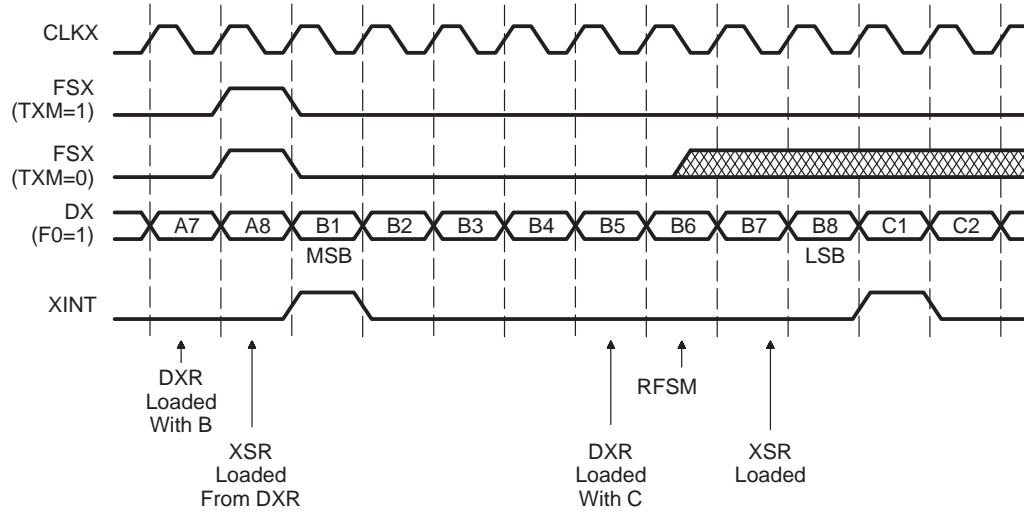 CLKX
FSX
(TXM=1)
FSX
(TXM=0)
DX
(F0=1)
A7 A8 B1 B2 B3 B4 B5 B6 B7 B8 C1 C2
MSB LSB
XINT
DXR
Loaded
With B
XSR
Loaded
From DXR
DXR
Loaded
With C
RFSM
XSR
Loaded